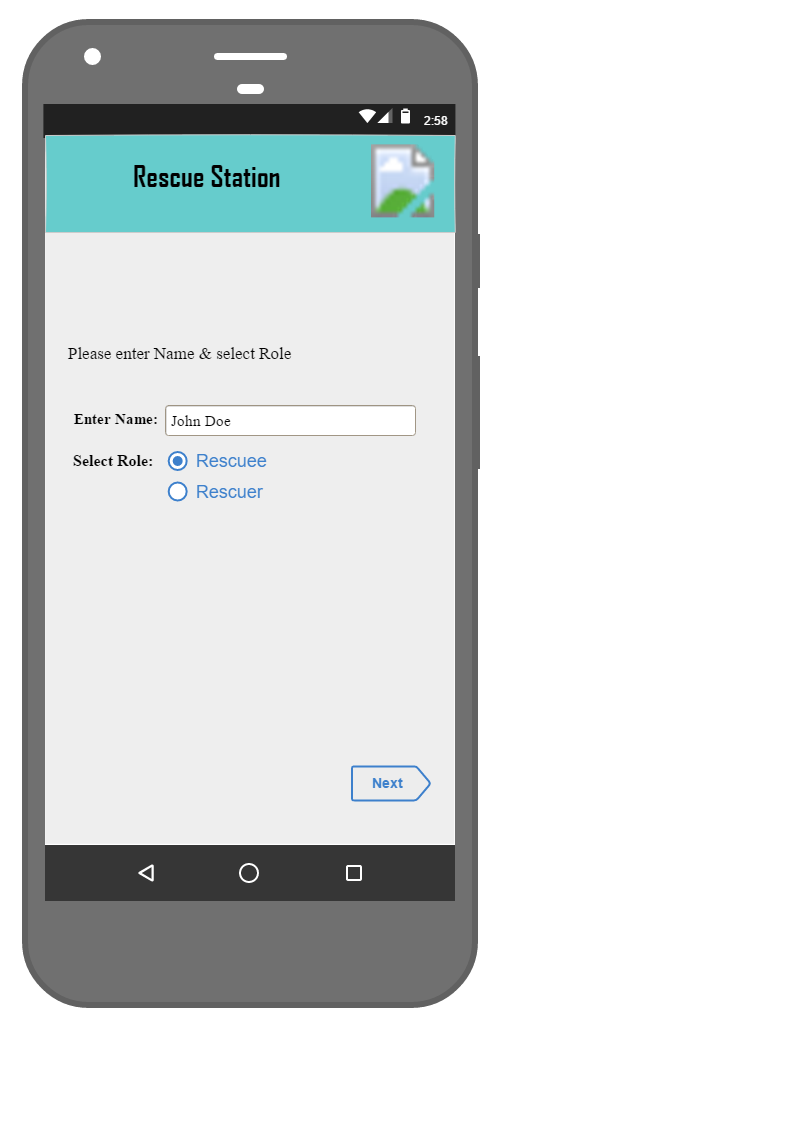 2:58
Rescue Station
Please enter Name & select Role
Enter Name: John Doe
Select Role: Rescuee
Rescuer
Next